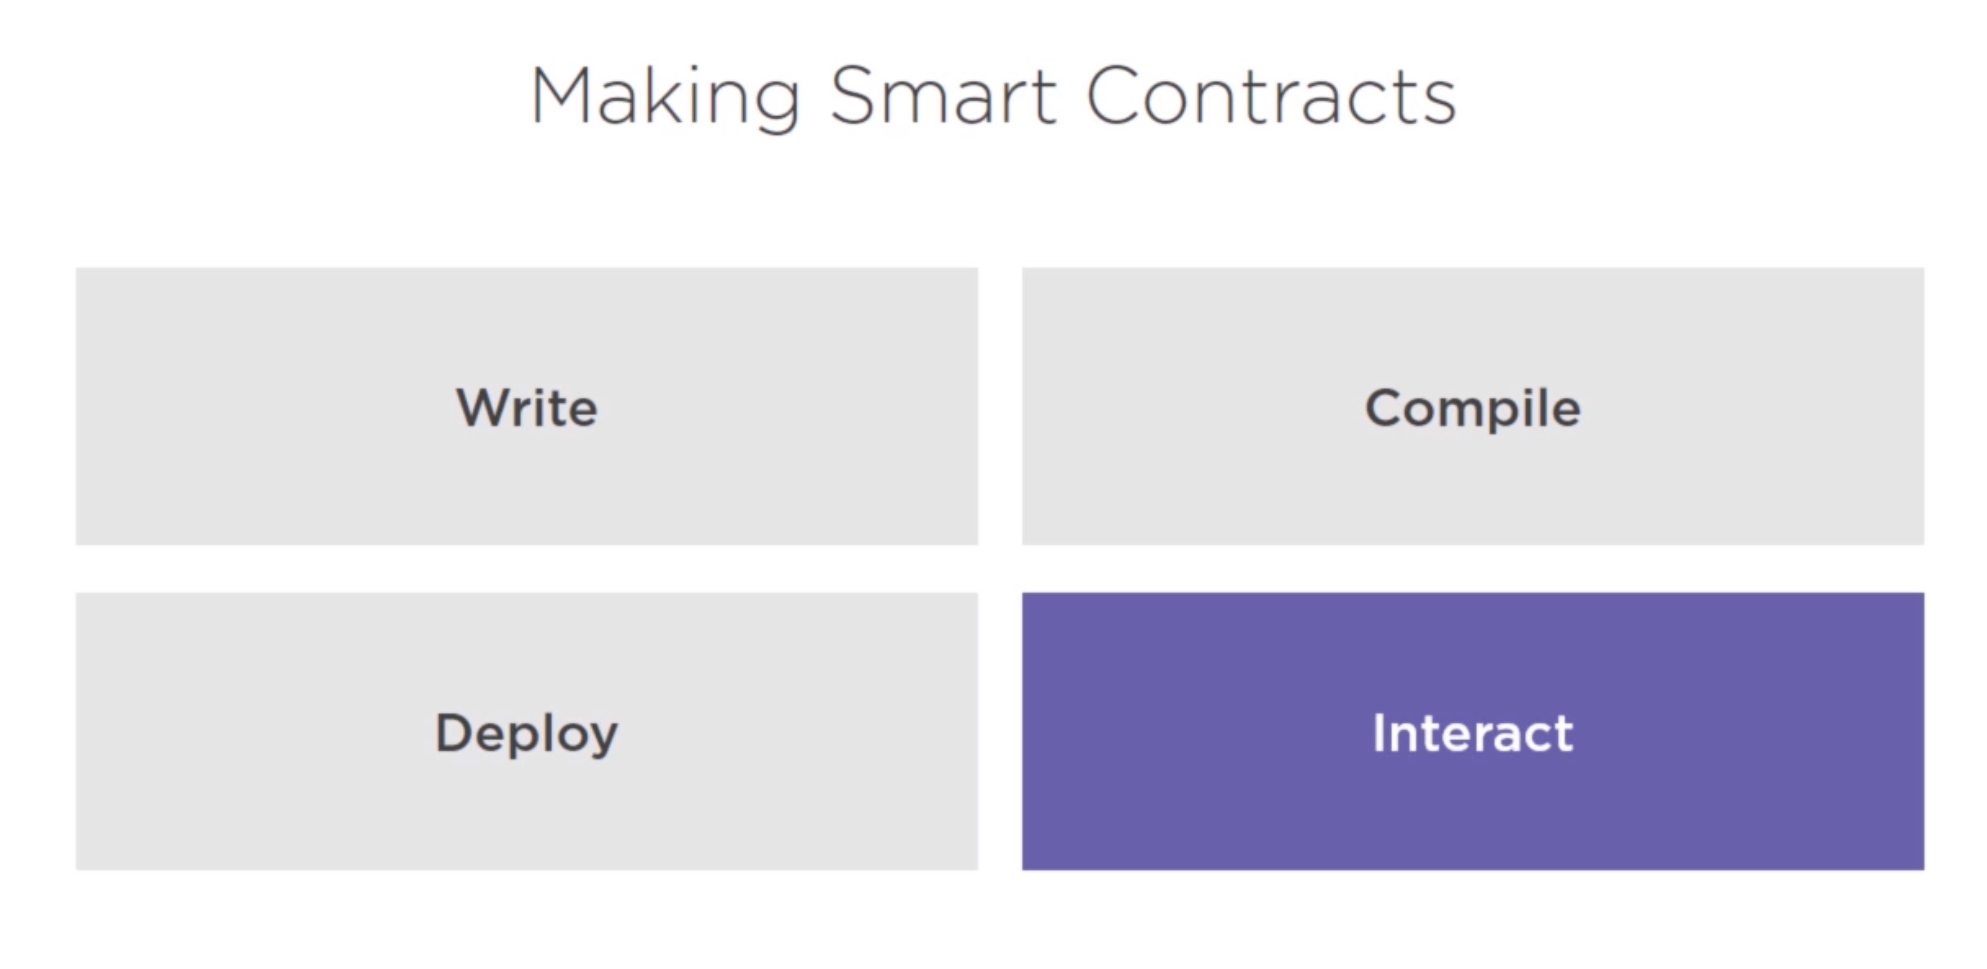 Making Smart Contracts
Write
Compile
Deploy
Interact